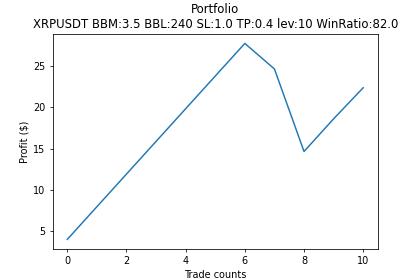 Portfolio
XRPUSDT BBM:3.5 BBL:240 SL:1.0 TP:0.4 lev:10 WinRatio:82.0
Profit ($)
25
20
15
10
5
0 2 4 6 8 10
Trade counts